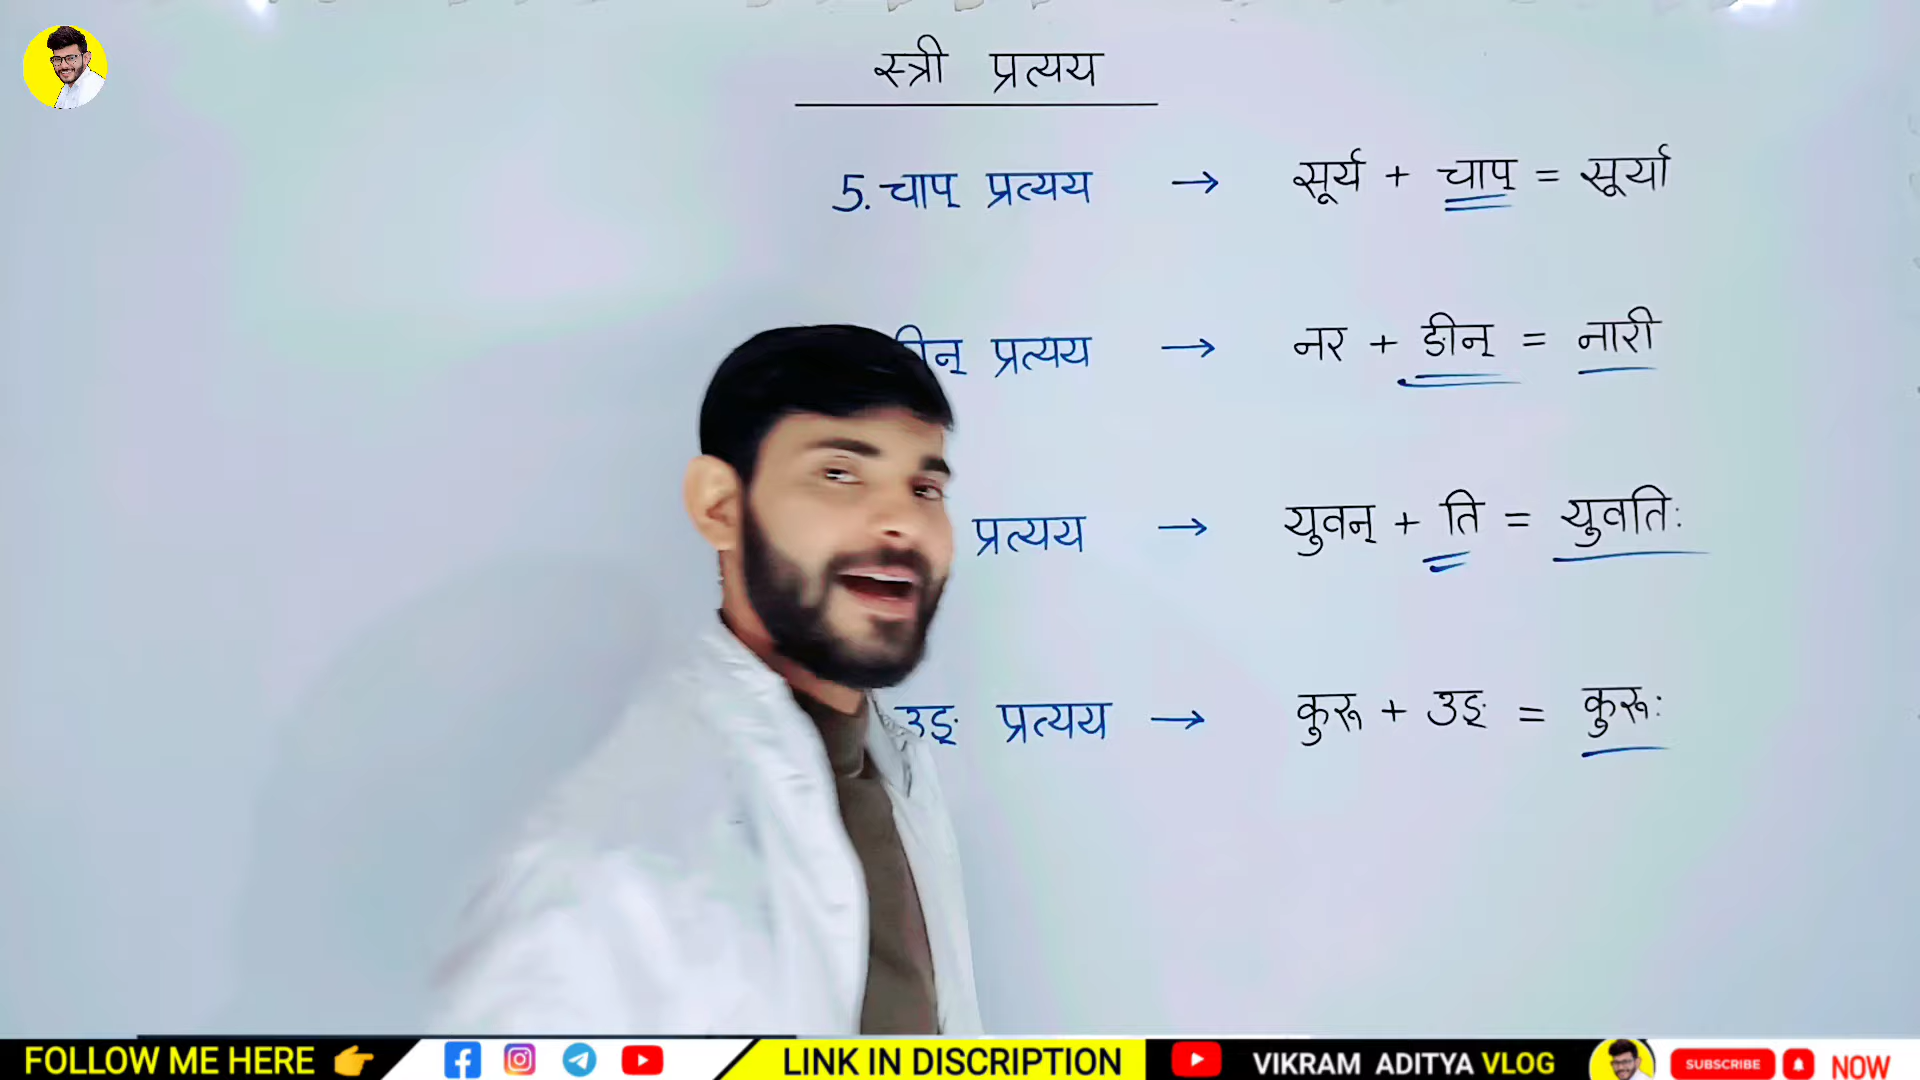 स्त्री प्रत्यय
5. चाप् प्रत्यय → सूर्य + चाप् = सूर्या
प्रत्यय → नर + ङीन् = नारी
प्रत्यय → युवन् + ति = युवतिः
उङ् प्रत्यय → कुरू + उङ् = कुरूः
FOLLOW ME HERE
LINK IN DISCRIPTION
VIKRAM ADITYA VLOG
SUBSCRIBE NOW